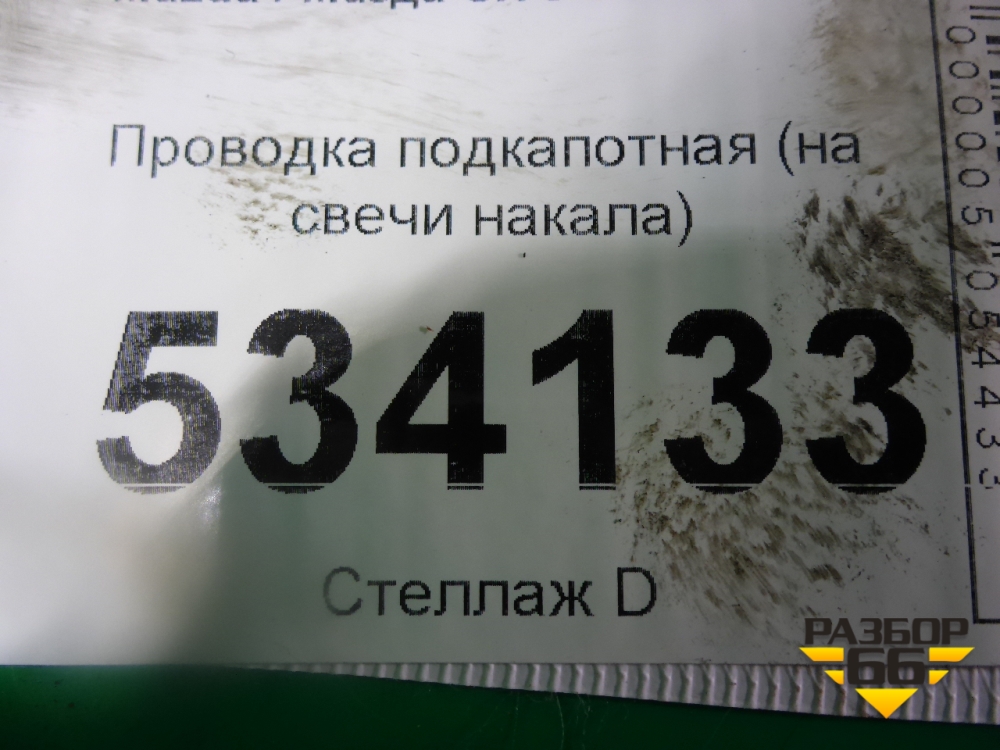 Проводка подкапотная (на
свечи накала)
534133
Стеллаж D
РАЗБОР
66